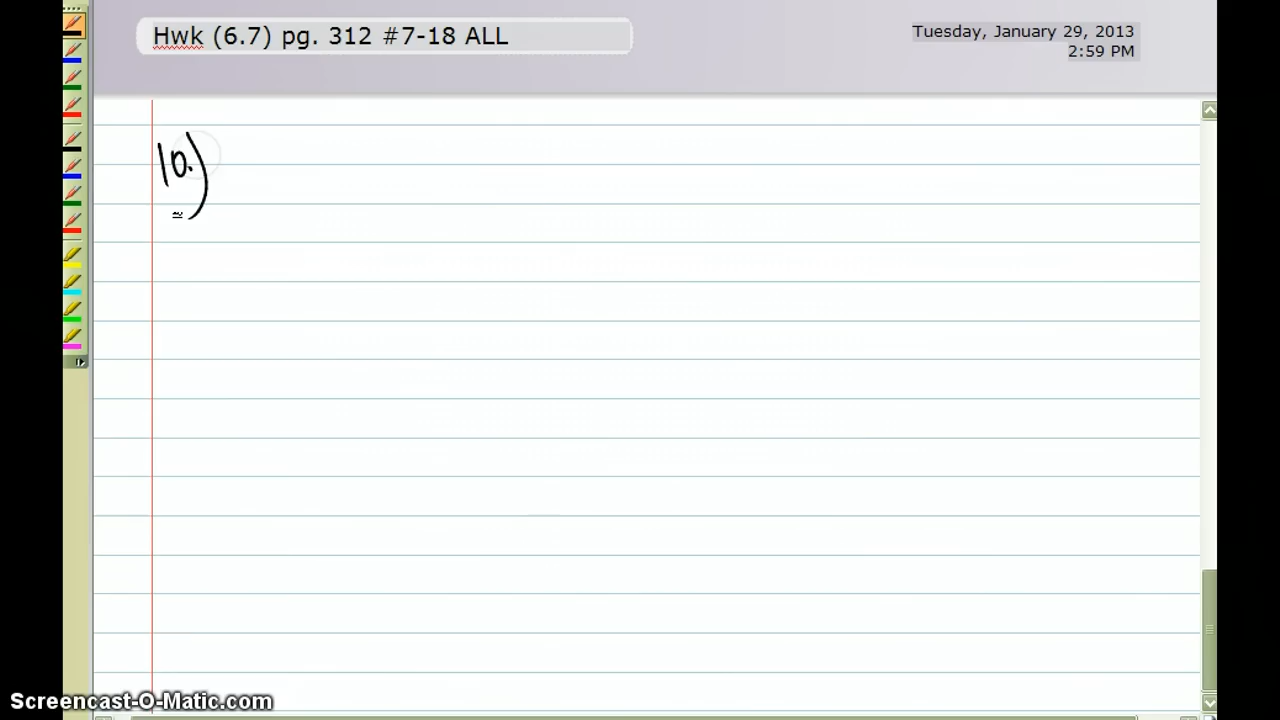 Hwk (6.7) pg. 312 #7-18 ALL
Tuesday, January 29, 2013
2:59 PM
10.)
Screencast-O-Matic.com